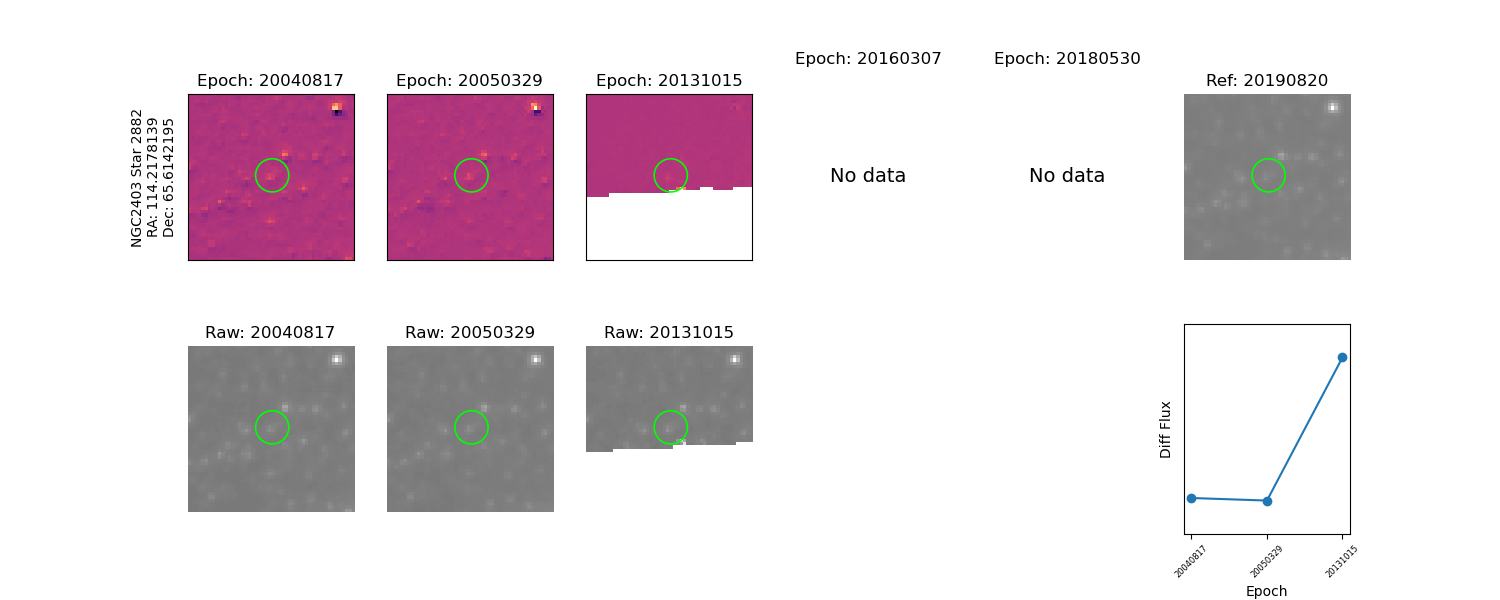 Epoch: 20040817
Epoch: 20050329
Epoch: 20131015
Epoch: 20160307
Epoch: 20180530
Ref: 20190820
NGC2403 Star 2882
RA: 114.2178139
Dec: 65.6142195
No data
No data
Raw: 20040817
Raw: 20050329
Raw: 20131015
Diff Flux
20040817
20050329
20131015
Epoch